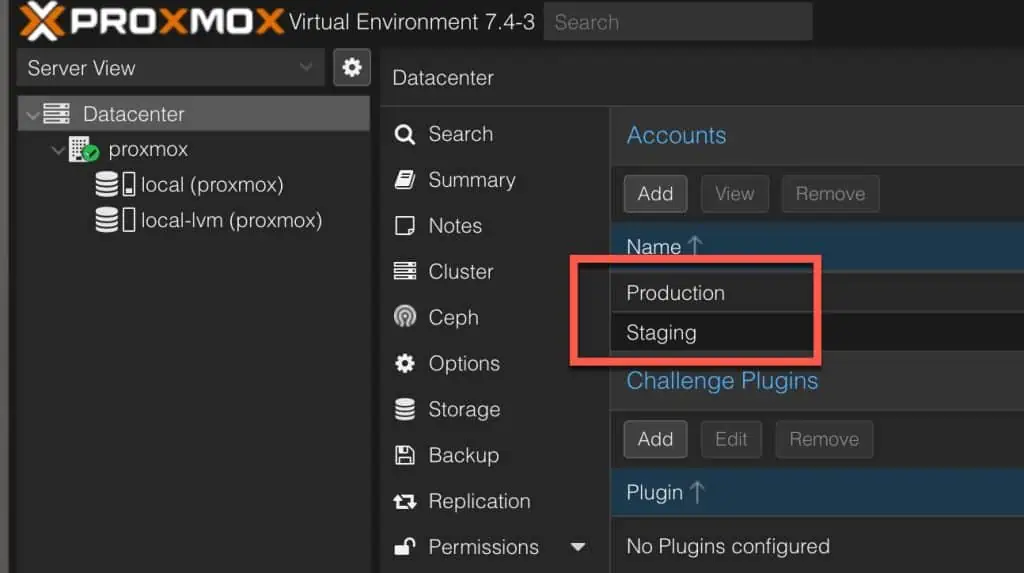 PROXMOX Virtual Environment 7.4-3 Search
Server View
Datacenter
proxmox
local (proxmox)
local-lvm (proxmox)
Datacenter
Search
Summary
Notes
Cluster
Ceph
Options
Storage
Backup
Replication
Permissions
Accounts
Add View Remove
Name ↑
Production
Staging
Challenge Plugins
Add Edit Remove
Plugin ↑
No Plugins configured